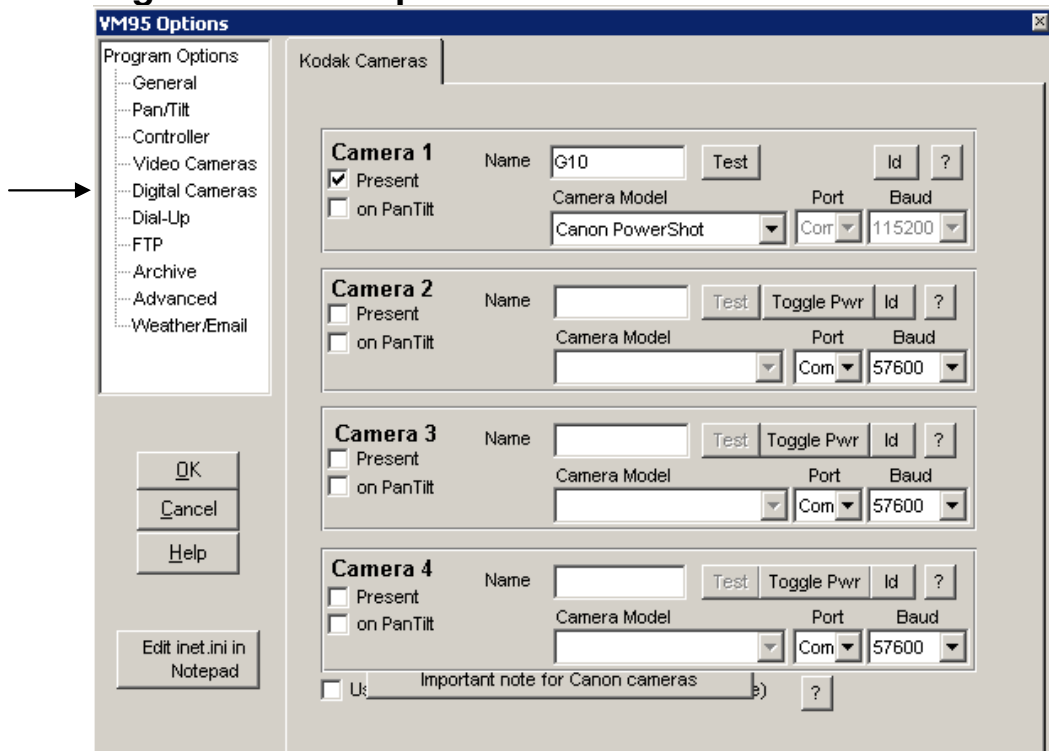 VM95 Options
Program Options
General
Pan/Tilt
Controller
Video Cameras
Digital Cameras
Dial-Up
FTP
Archive
Advanced
Weather/Email
OK
Cancel
Help
Edit inet.ini in
Notepad
Kodak Cameras
Camera 1 Name G10 Test Id ?
Present
on PanTilt Camera Model Port Baud
Canon PowerShot Com 115200
Camera 2 Name Test Toggle Pwr Id ?
Present
on PanTilt Camera Model Port Baud
Com 57600
Camera 3 Name Test Toggle Pwr Id ?
Present
on PanTilt Camera Model Port Baud
Com 57600
Camera 4 Name Test Toggle Pwr Id ?
Present
on PanTilt Camera Model Port Baud
Com 57600
Important note for Canon cameras
?